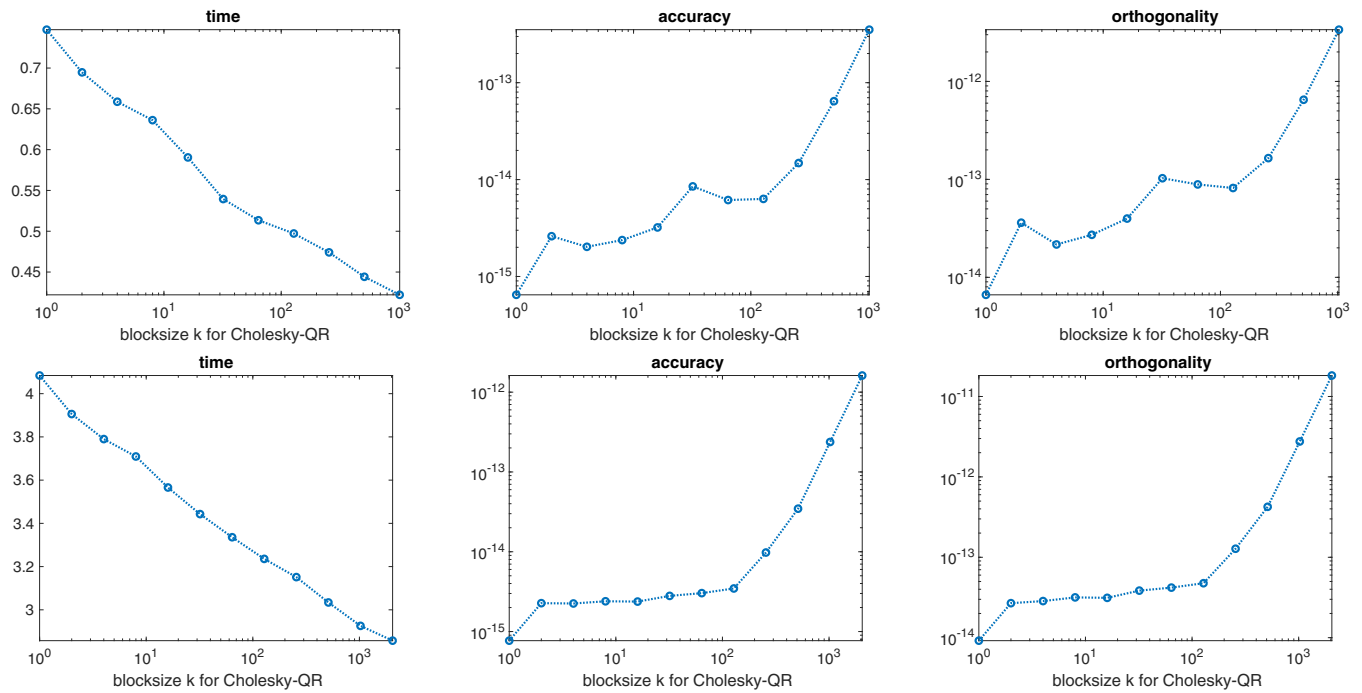 time
0.7
0.65
0.6
0.55
0.5
0.45
10^0 10^1 10^2 10^3
blocksize k for Cholesky-QR
accuracy
10^-13
10^-14
10^-15
10^0 10^1 10^2 10^3
blocksize k for Cholesky-QR
orthogonality
10^-12
10^-13
10^-14
10^0 10^1 10^2 10^3
blocksize k for Cholesky-QR
time
4
3.8
3.6
3.4
3.2
3
10^0 10^1 10^2 10^3
blocksize k for Cholesky-QR
accuracy
10^-12
10^-13
10^-14
10^-15
10^0 10^1 10^2 10^3
blocksize k for Cholesky-QR
orthogonality
10^-11
10^-12
10^-13
10^-14
10^0 10^1 10^2 10^3
blocksize k for Cholesky-QR